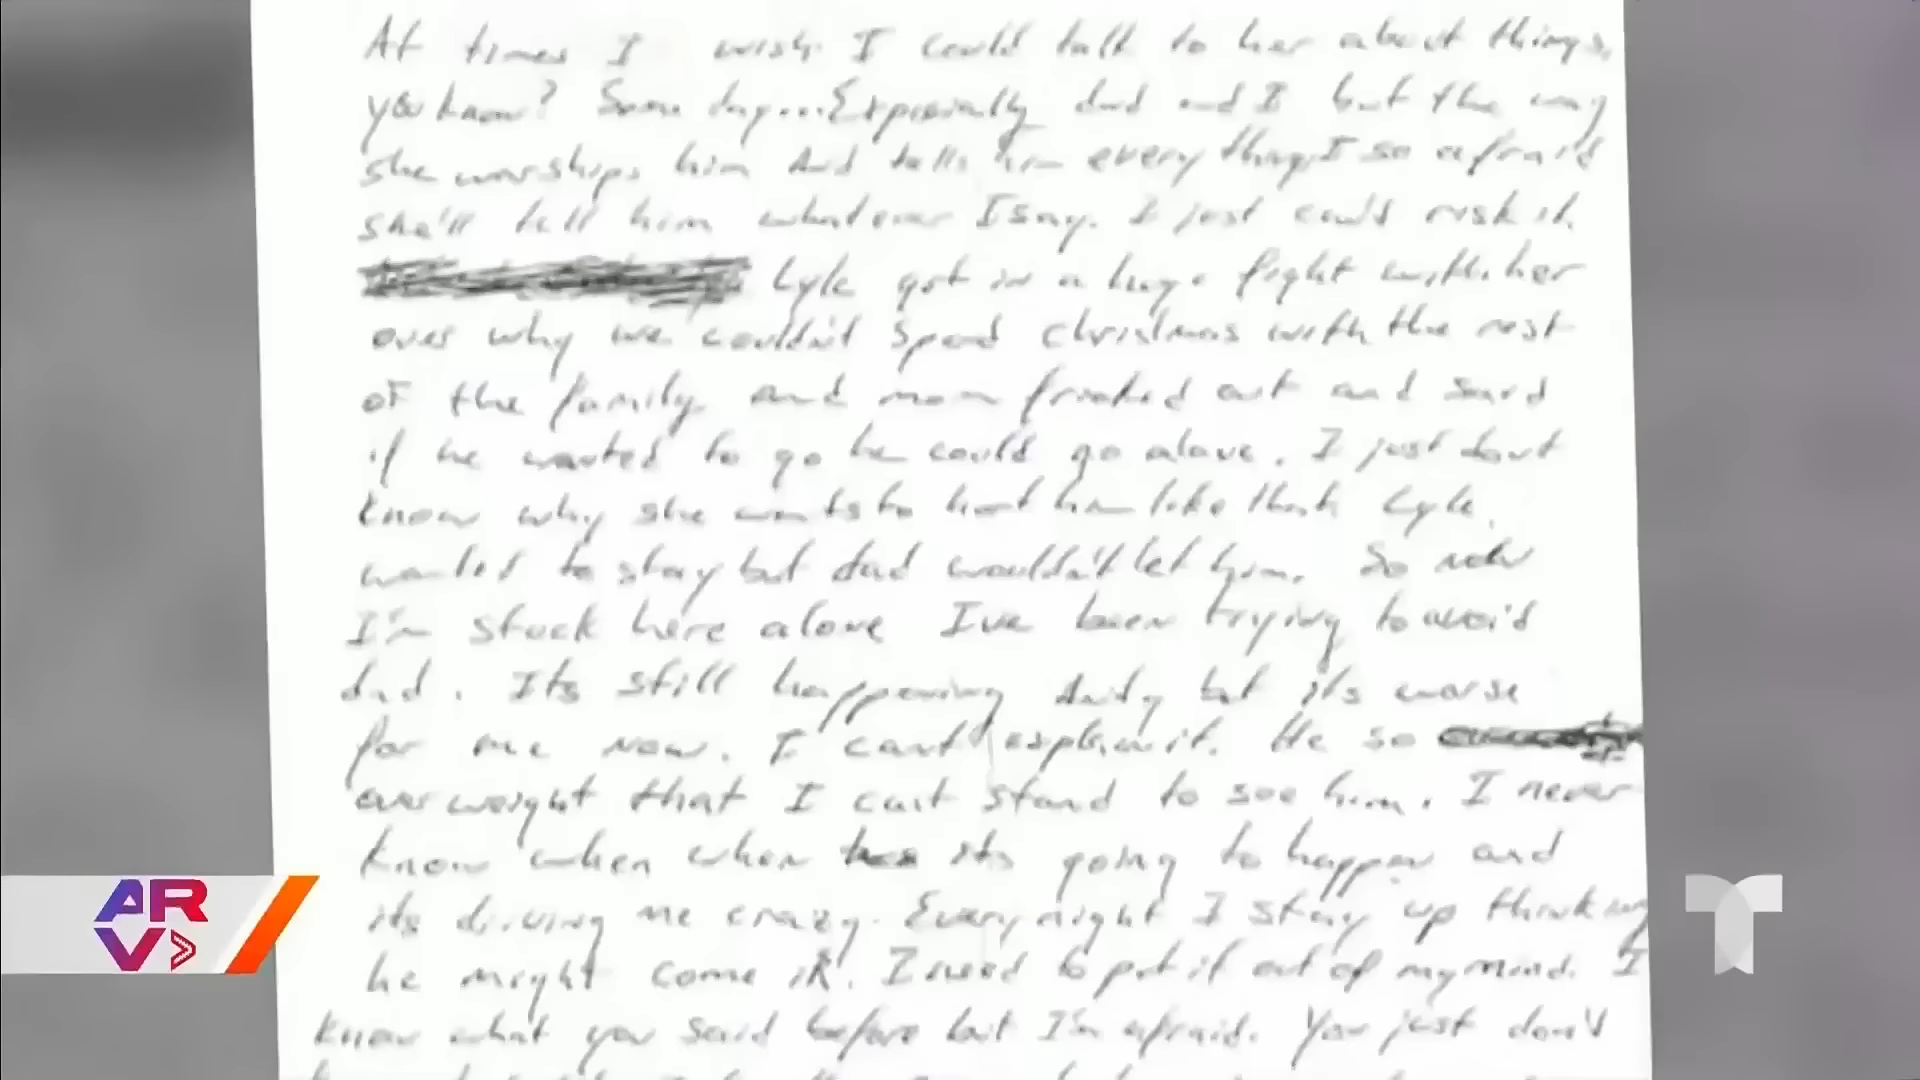 At times I wish I could talk to her about things,
you know? Some day...Expecially dad and I but the way
she worships him And tells him everything, I so afraid
she'll tell him whatever I say. I just could risk it.
Lyle got in a huge fight with her
over why we couldn't spend christmas with the rest
of the family. and mom freaked out and said
if he wanted to go he could go alone. I just dont
know why she wants to hurt him like that. Lyle
wanted to stay but dad wouldn't let him. So now
I'm stuck here alone Ive been trying to avoid
dad. Its still happening Andy but its worse
for me now. I cant explain it. He so
overweight that I cant stand to see him. I never
know when when its going to happen and
its driving me crazy. Every night I stay up thinking
he might come in. I need to put it out of my mind. I
know what you said before but I'm afraid. You just don't
ARV
T